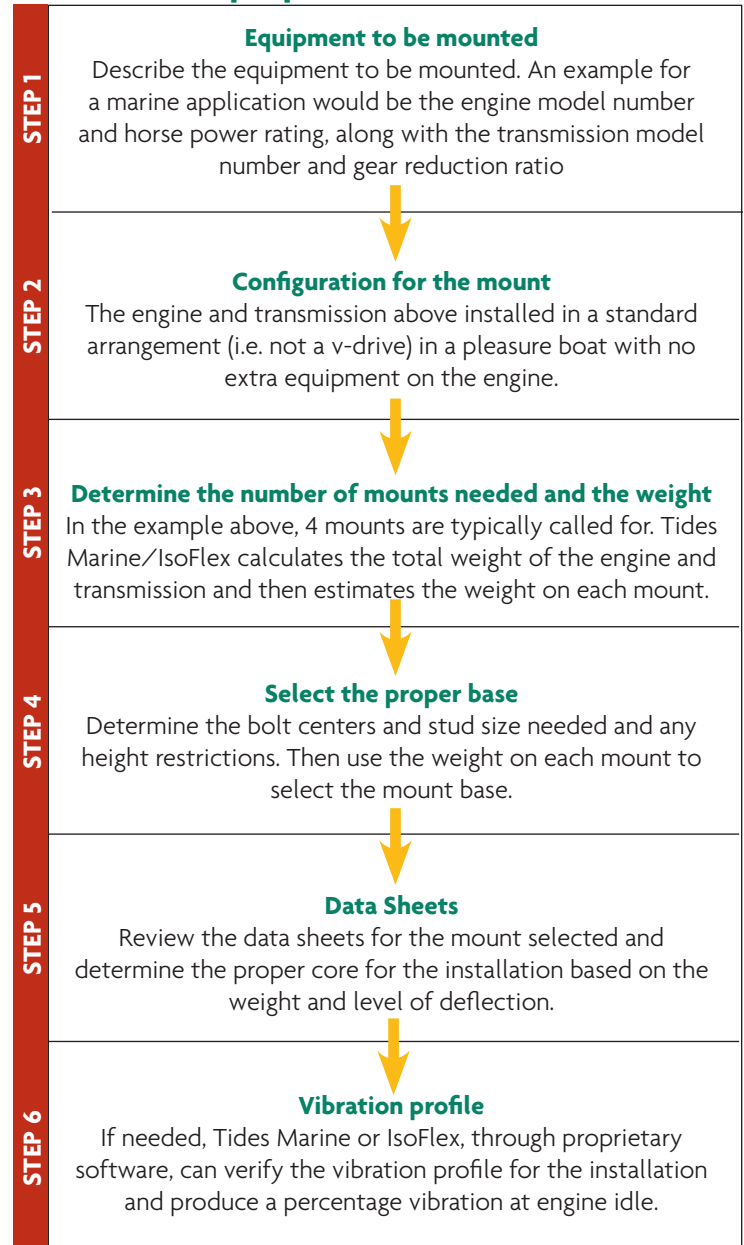 STEP 1
Equipment to be mounted
Describe the equipment to be mounted. An example for
a marine application would be the engine model number
and horse power rating, along with the transmission model
number and gear reduction ratio
STEP 2
Configuration for the mount
The engine and transmission above installed in a standard
arrangement (i.e. not a v-drive) in a pleasure boat with no
extra equipment on the engine.
STEP 3
Determine the number of mounts needed and the weight
In the example above, 4 mounts are typically called for. Tides
Marine/IsoFlex calculates the total weight of the engine and
transmission and then estimates the weight on each mount.
STEP 4
Select the proper base
Determine the bolt centers and stud size needed and any
height restrictions. Then use the weight on each mount to
select the mount base.
STEP 5
Data Sheets
Review the data sheets for the mount selected and
determine the proper core for the installation based on the
weight and level of deflection.
STEP 6
Vibration profile
If needed, Tides Marine or IsoFlex, through proprietary
software, can verify the vibration profile for the installation
and produce a percentage vibration at engine idle.